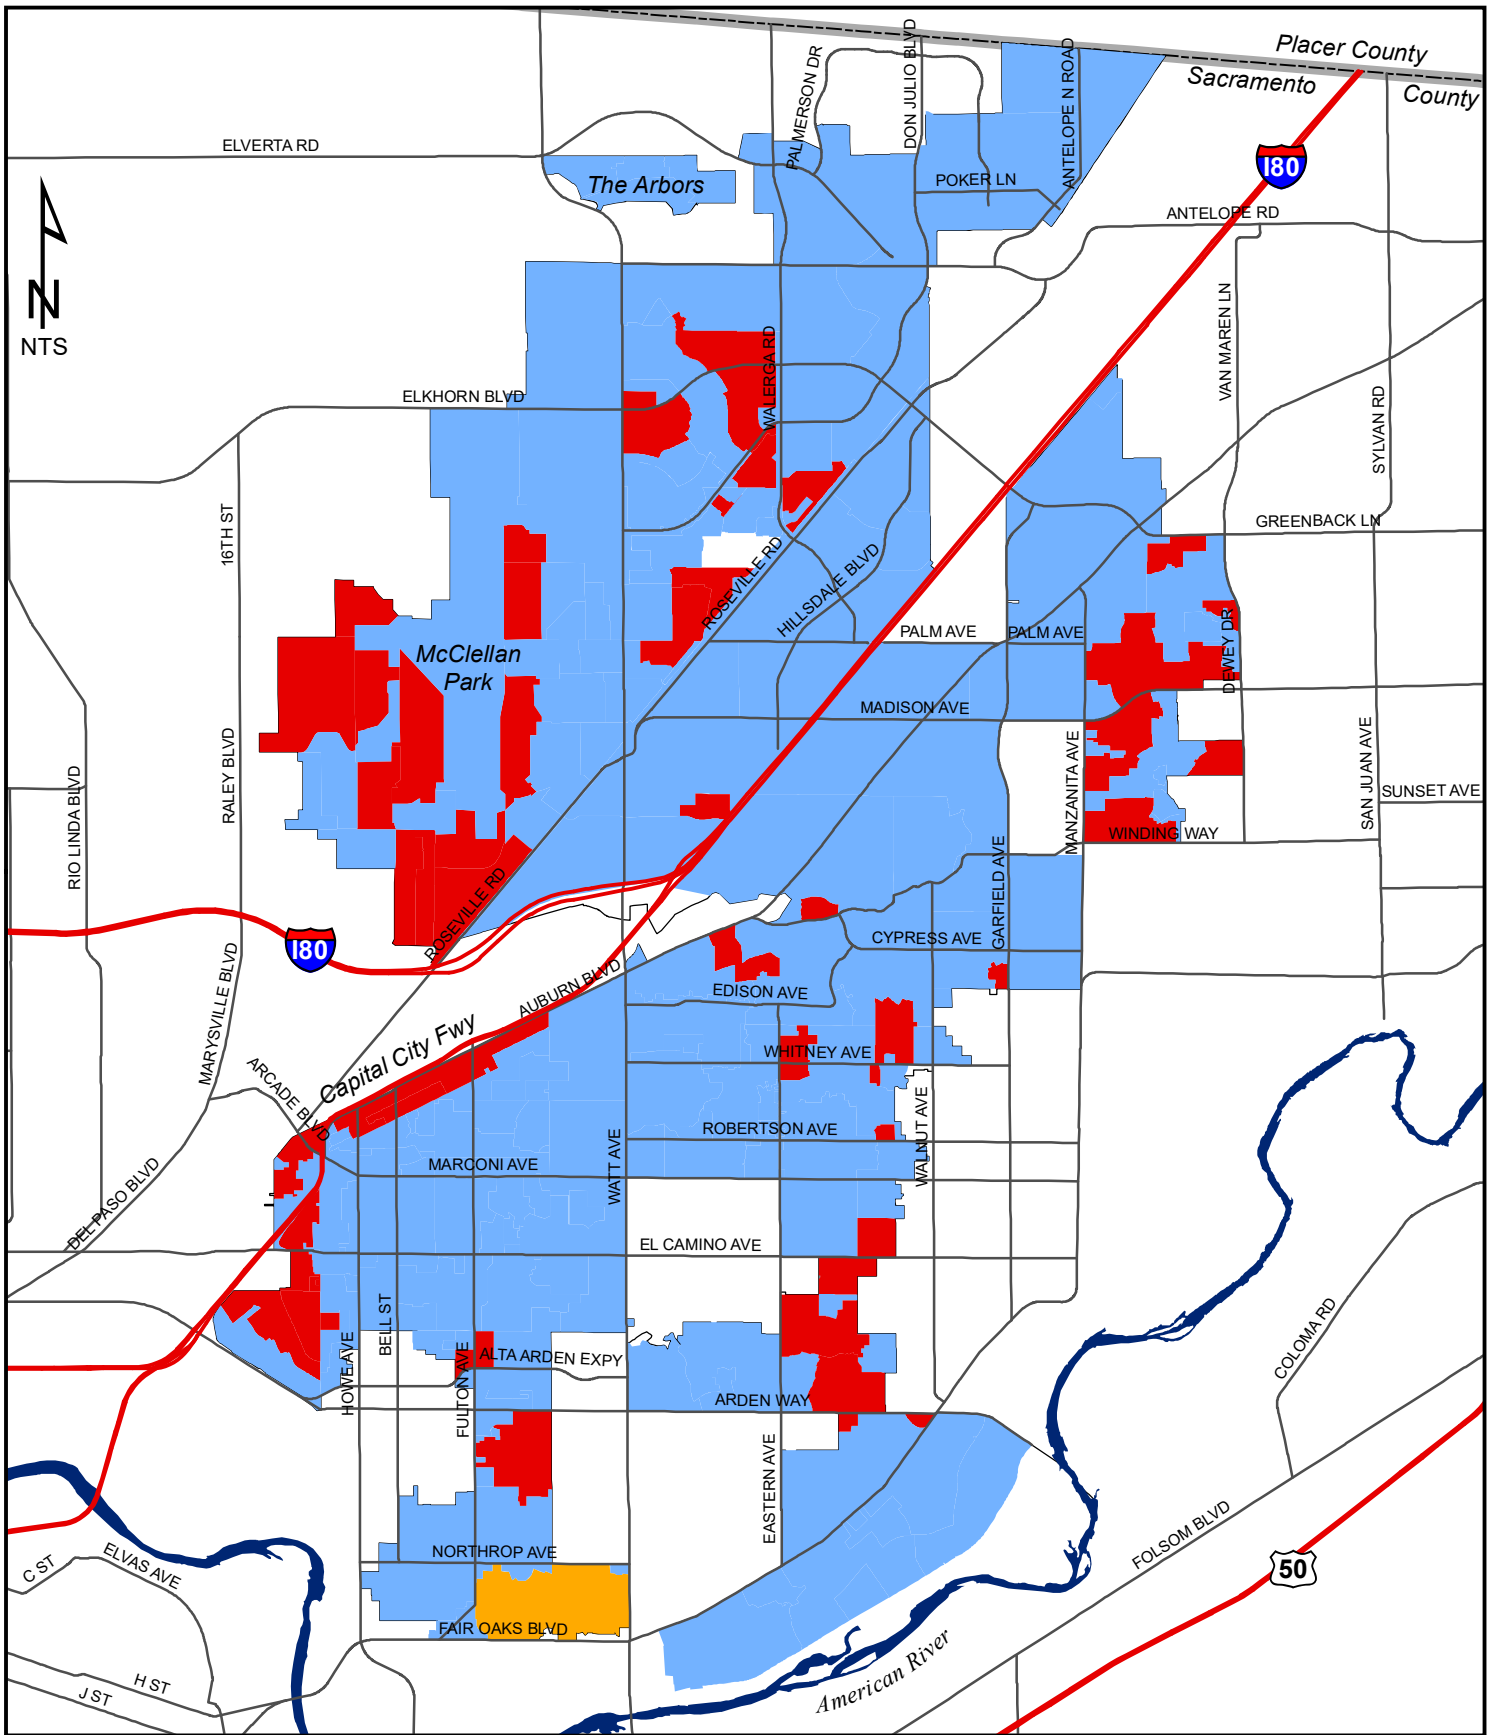 Placer County
Sacramento
County
ELVERTA RD
PALMERSON DR
DON JULIO BLVD
ANTELOPE N ROAD
I80
The Arbors
POKER LN
ANTELOPE RD
N
NTS
VAN MAREN LN
WALERGA RD
ELKHORN BLVD
SYLVAN RD
16TH ST
GREENBACK LN
ROSEVILLE RD
HILLSDALE BLVD
PALM AVE
PALM AVE
McClellan
Park
DEWEY DR
MADISON AVE
RALEY BLVD
MANZANITA AVE
SAN JUAN AVE
RIO LINDA BLVD
SUNSET AVE
WINDING WAY
GARFIELD AVE
ROSEVILLE RD
I80
CYPRESS AVE
MARYSVILLE BLVD
AUBURN BLVD
EDISON AVE
Capital City Fwy
WHITNEY AVE
ARCADE BLVD
WALNUT AVE
ROBERTSON AVE
WATT AVE
MARCONI AVE
DEL PASO BLVD
EL CAMINO AVE
BELL ST
HOWE AVE
ALTA ARDEN EXPY
COLOMA RD
FULTON AVE
ARDEN WAY
EASTERN AVE
FOLSOM BLVD
NORTHROP AVE
C ST
ELVAS AVE
50
FAIR OAKS BLVD
H ST
J ST
American River